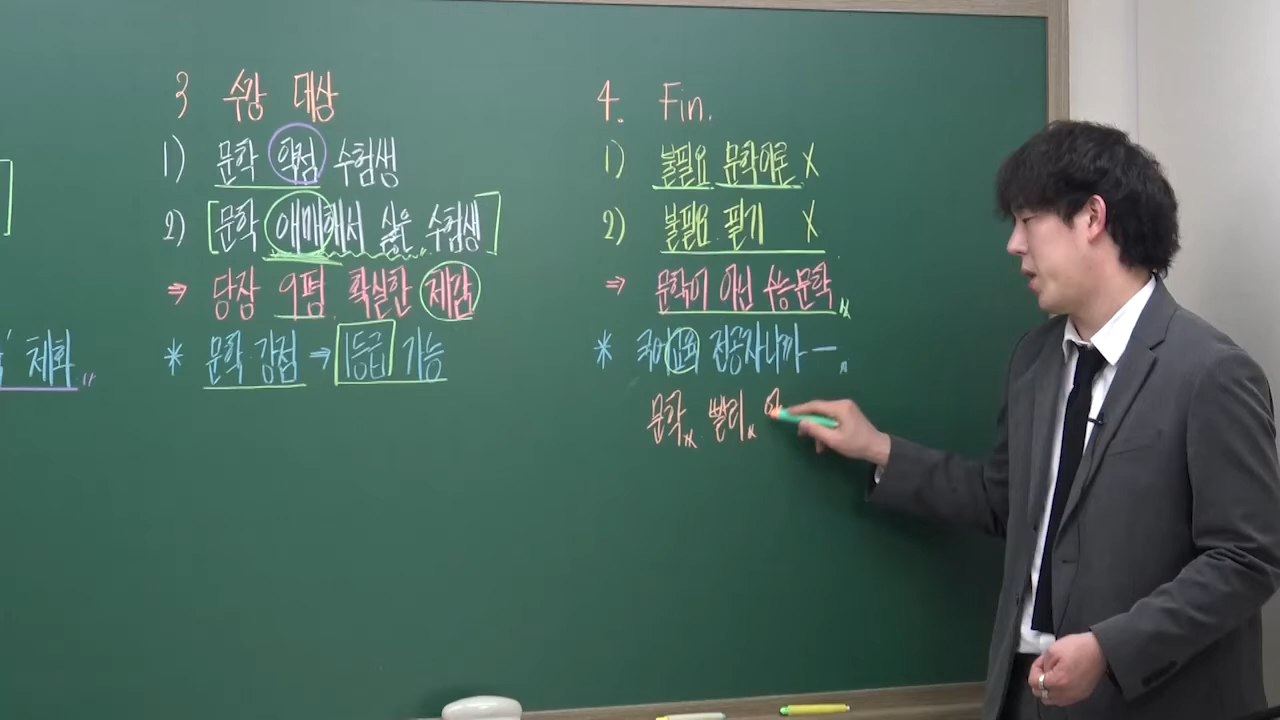 체화
3 수강 대상
1) 문학 약점 수험생
2) [문학 애매해서 싫은 수험생]
⇒ 당장 9평 확실한 체감
* 문학 강점 ⇒ 1등급 가능
4. Fin.
1) 불필요 문학이론 X
2) 불필요 필기 X
⇒ 문학이 아닌 수능문학
* 국어교육 전공자니까 ―
문학 빨리